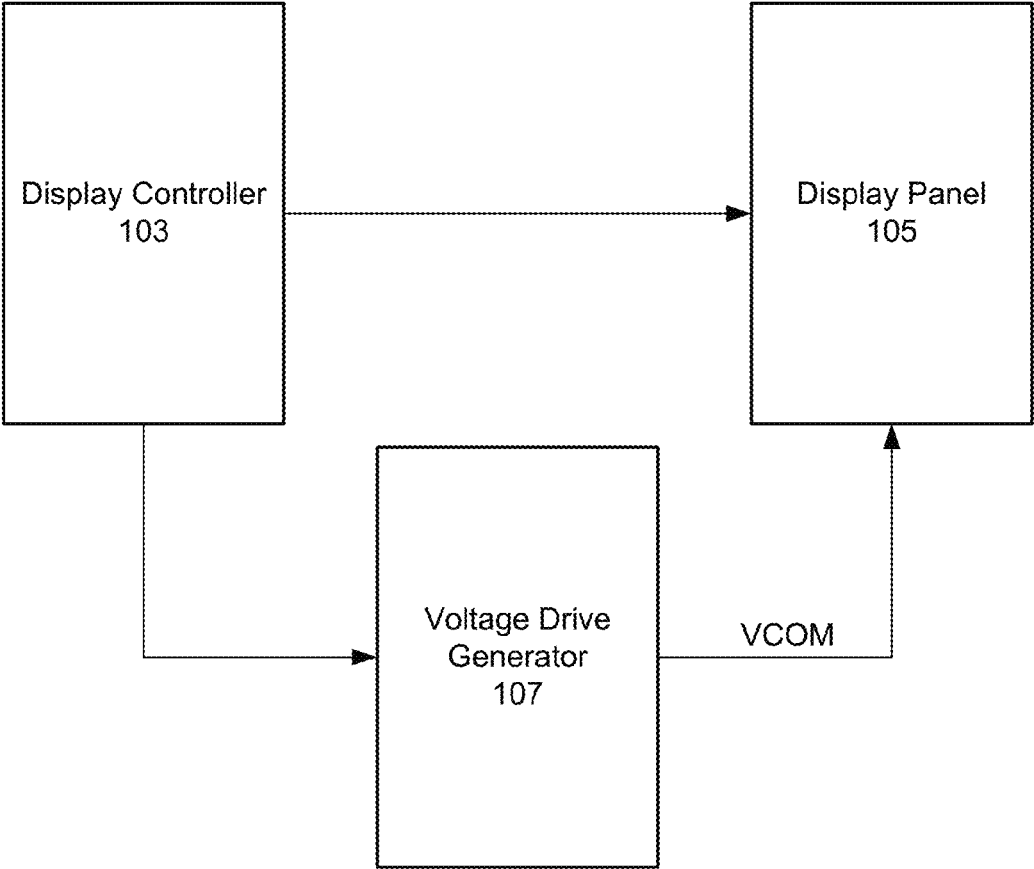 Display Controller
103
Display Panel
105
Voltage Drive
Generator
107
VCOM